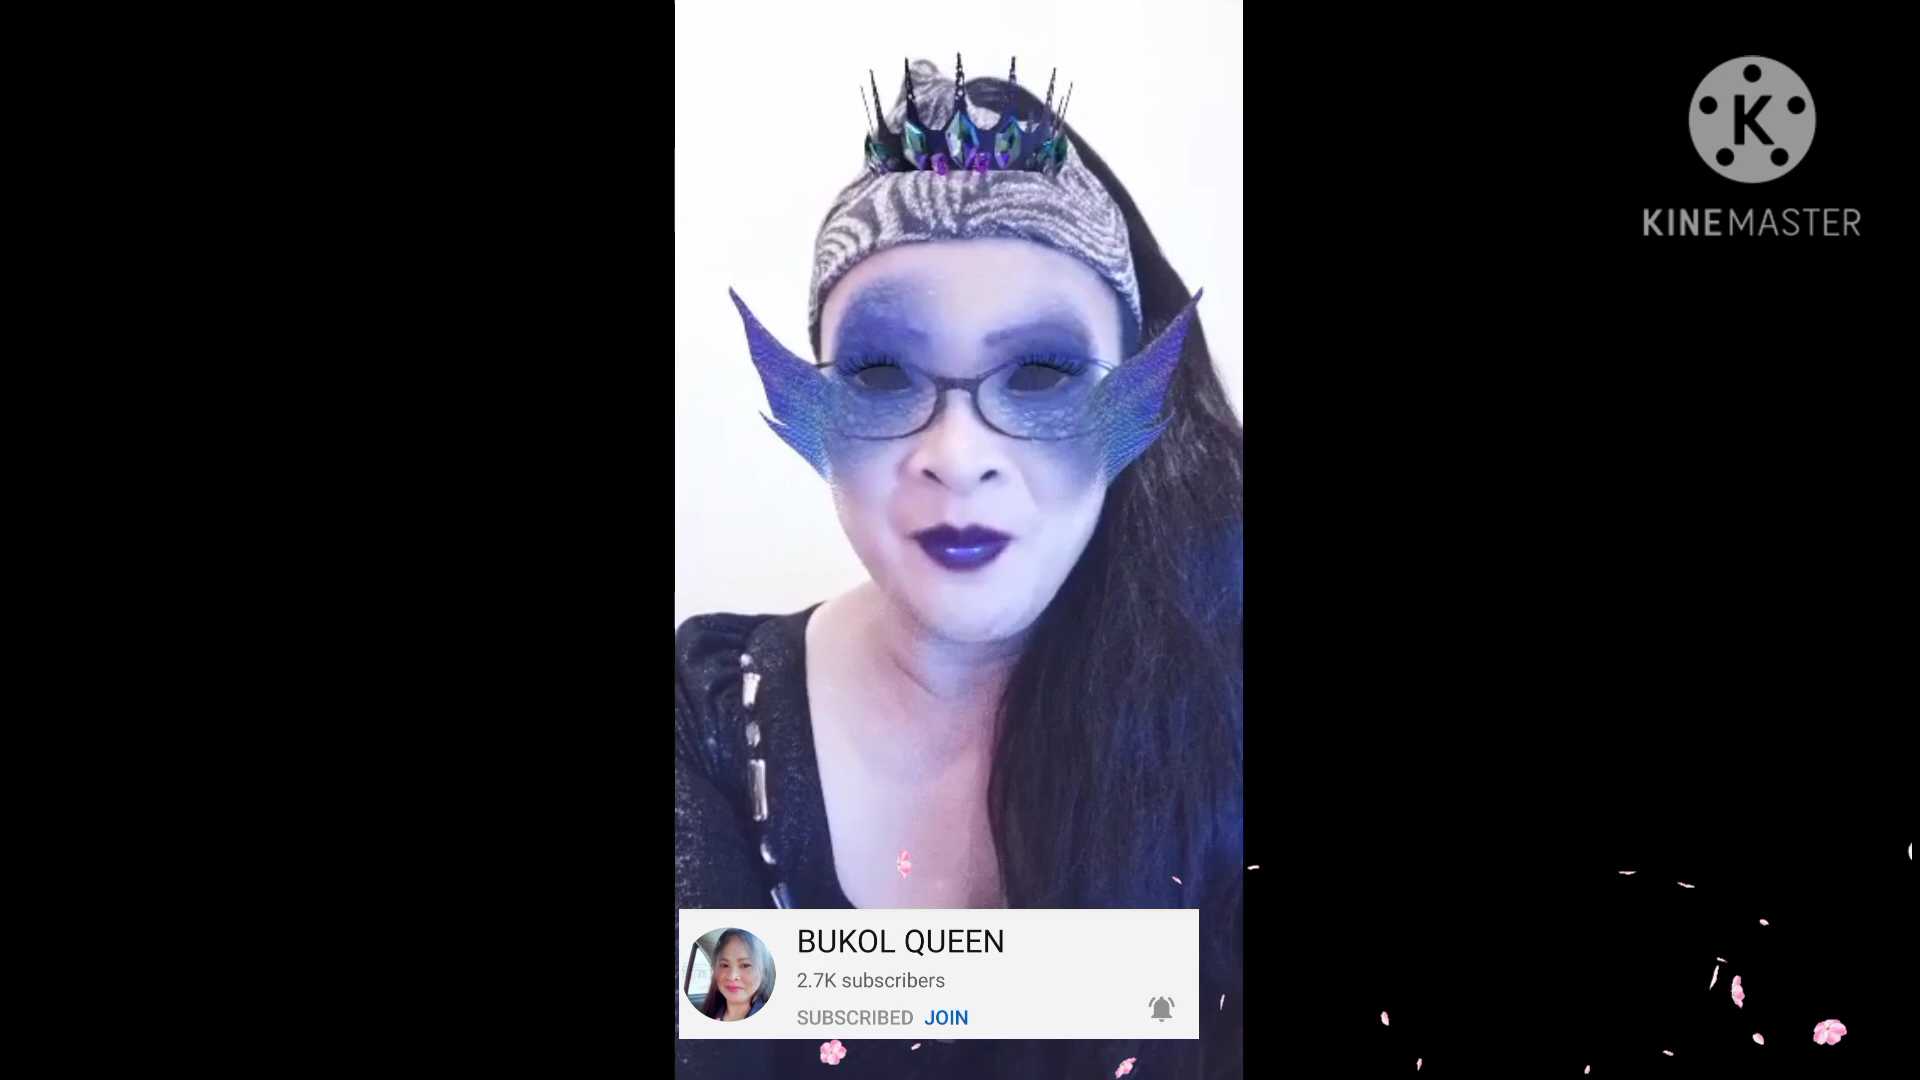 K
KINEMASTER
BUKOL QUEEN
2.7K subscribers
SUBSCRIBED JOIN